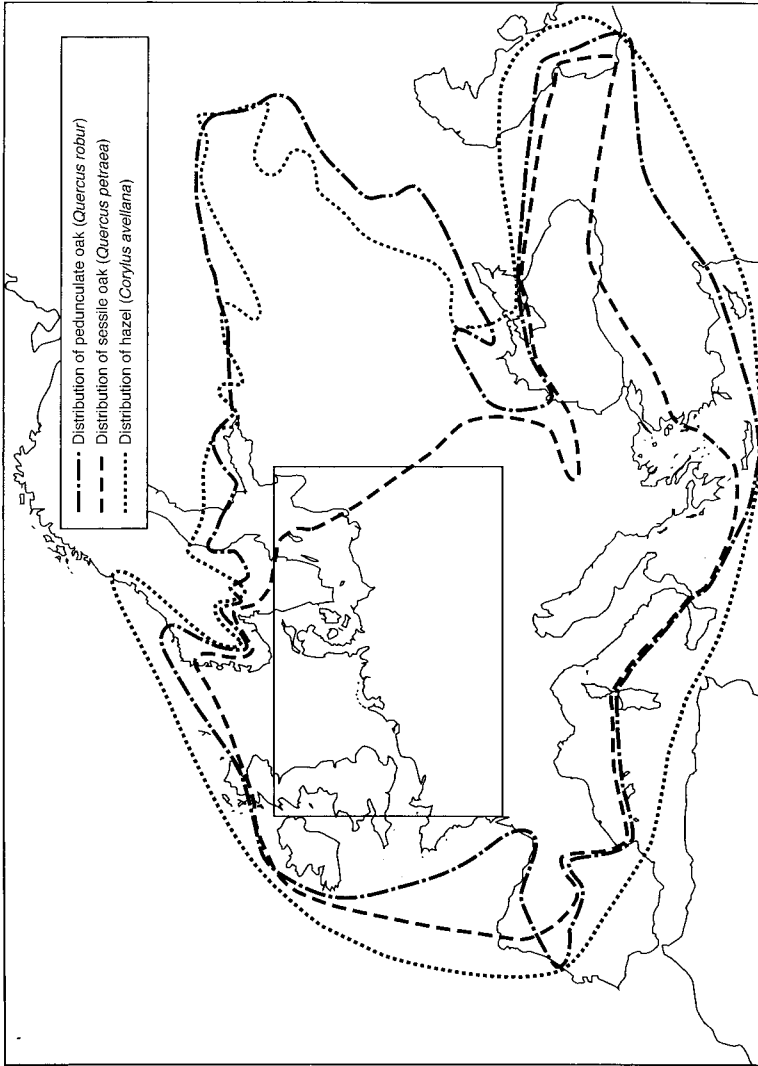 Distribution of pedunculate oak (Quercus robur)
Distribution of sessile oak (Quercus petraea)
Distribution of hazel (Corylus avellana)